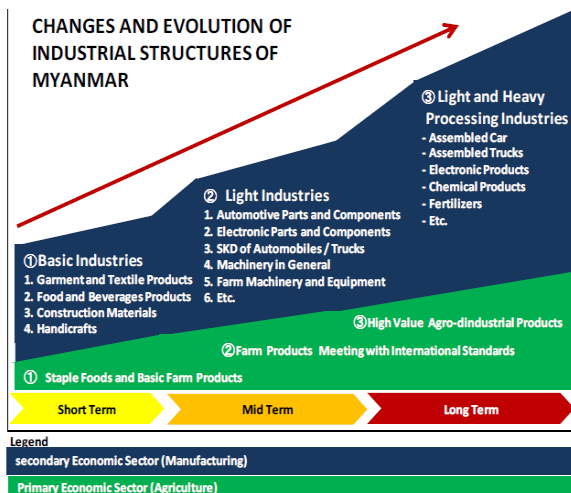 CHANGES AND EVOLUTION OF
INDUSTRIAL STRUCTURES OF
MYANMAR
③ Light and Heavy
Processing Industries
- Assembled Car
- Assembled Trucks
- Electronic Products
- Chemical Products
- Fertilizers
- Etc.
② Light Industries
1. Automotive Parts and Components
2. Electronic Parts and Components
3. SKD of Automobiles / Trucks
4. Machinery in General
5. Farm Machinery and Equipment
6. Etc.
①Basic Industries
1. Garment and Textile Products
2. Food and Beverages Products
3. Construction Materials
4. Handicrafts
③High Value Agro-dindustrial Products
②Farm Products Meeting with International Standards
① Staple Foods and Basic Farm Products
Short Term
Mid Term
Long Term
Legend
secondary Economic Sector (Manufacturing)
Primary Economic Sector (Agriculture)